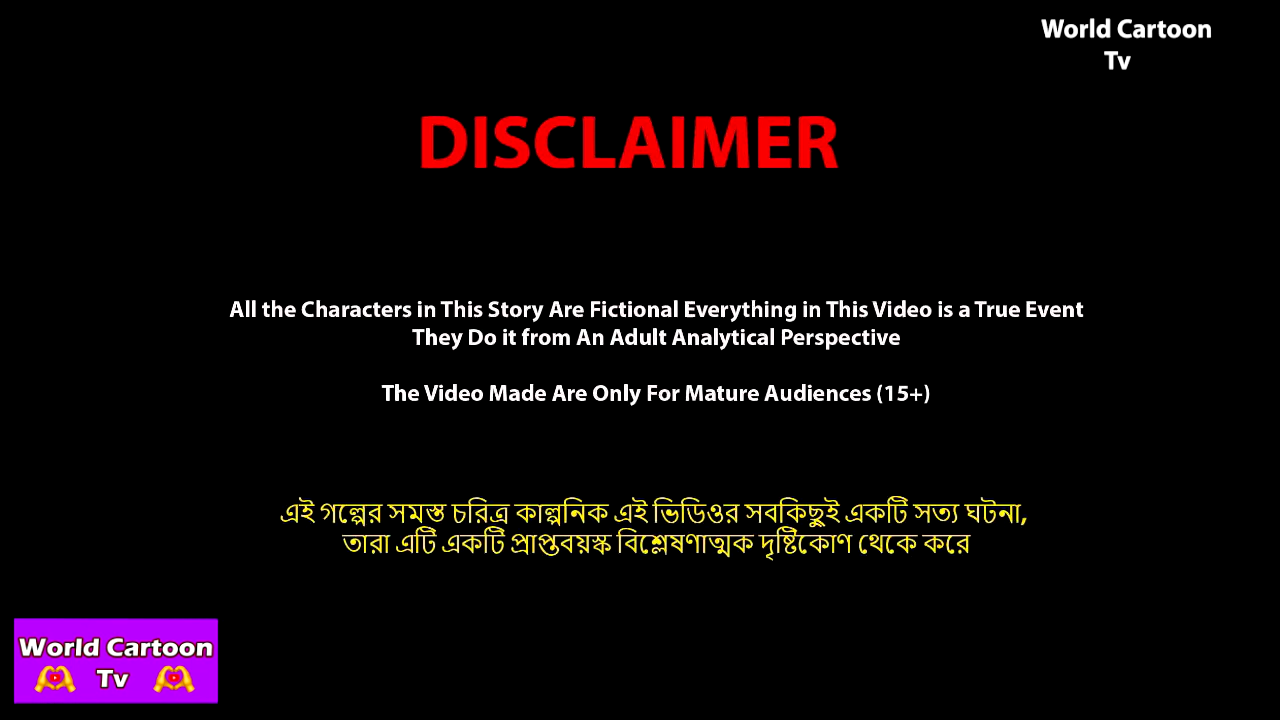 World Cartoon
Tv
DISCLAIMER
All the Characters in This Story Are Fictional Everything in This Video is a True Event
They Do it from An Adult Analytical Perspective
The Video Made Are Only For Mature Audiences (15+)
এই গল্পের সমস্ত চরিত্র কাল্পনিক এই ভিডিওর সবকিছুই একটি সত্য ঘটনা,
তারা এটি একটি প্রাপ্তবয়স্ক বিশ্লেষণাত্মক দৃষ্টিকোণ থেকে করে
World Cartoon
Tv